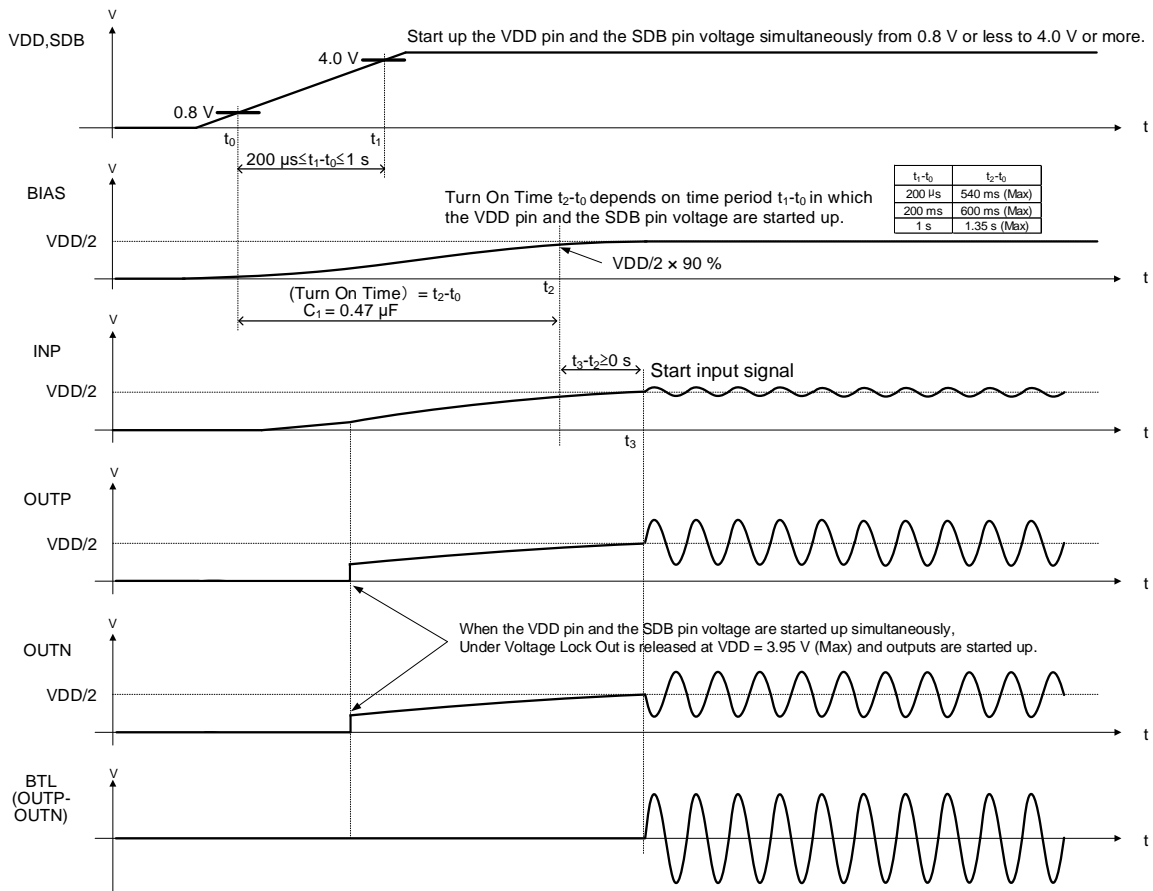 V
VDD,SDB
Start up the VDD pin and the SDB pin voltage simultaneously from 0.8 V or less to 4.0 V or more.
4.0 V
0.8 V
t0
t1
t
200 µs≤t1-t0≤1 s
V
BIAS
Turn On Time t2-t0 depends on time period t1-t0 in which
the VDD pin and the SDB pin voltage are started up.
t1-t0 t2-t0
200 µs 540 ms (Max)
200 ms 600 ms (Max)
1 s 1.35 s (Max)
VDD/2
VDD/2 × 90 %
t
t2
(Turn On Time) = t2-t0
C1 = 0.47 µF
V
INP
t3-t2≥0 s
Start input signal
VDD/2
t
t3
V
OUTP
VDD/2
t
V
When the VDD pin and the SDB pin voltage are started up simultaneously,
Under Voltage Lock Out is released at VDD = 3.95 V (Max) and outputs are started up.
OUTN
VDD/2
t
V
BTL
(OUTP-
OUTN)
t